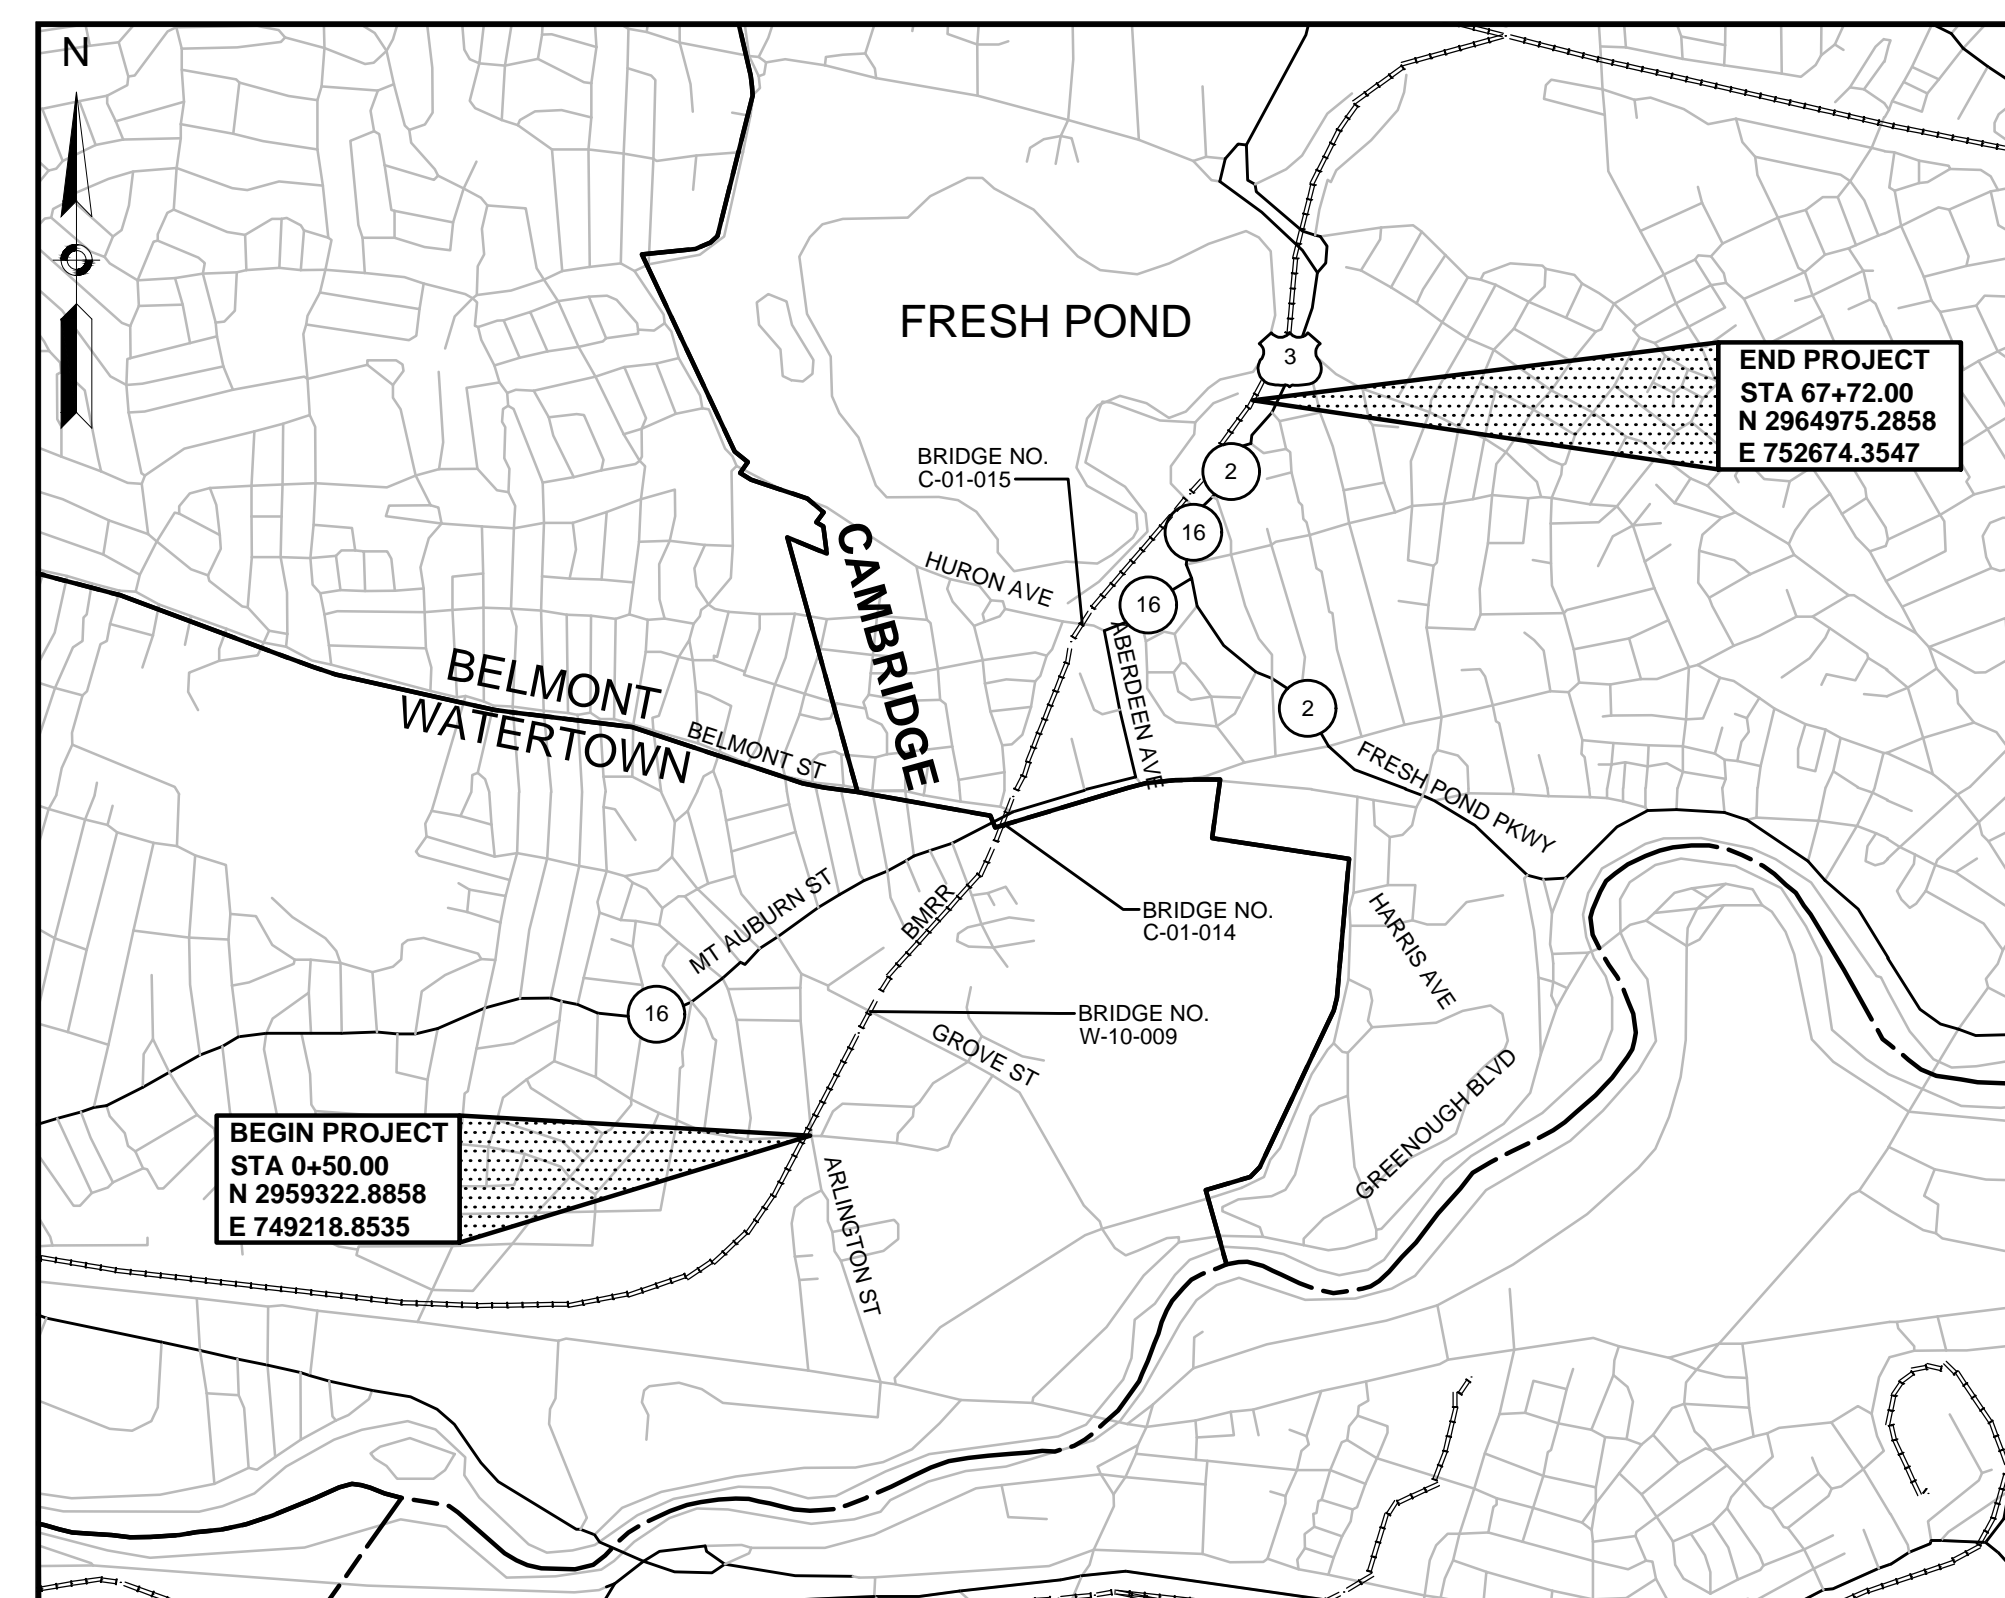 N
FRESH POND
3
END PROJECT
STA 67+72.00
N 2964975.2858
E 752674.3547
BRIDGE NO.
C-01-015
2
16
CAMBRIDGE
HURON AVE
16
ABERDEEN AVE
BELMONT
WATERTOWN
BELMONT ST
2
FRESH POND PKWY
MT AUBURN ST
BMRR
BRIDGE NO.
C-01-014
HARRIS AVE
16
BRIDGE NO.
W-10-009
GROVE ST
GREENOUGH BLVD
BEGIN PROJECT
STA 0+50.00
N 2959322.8858
E 749218.8535
ARLINGTON ST